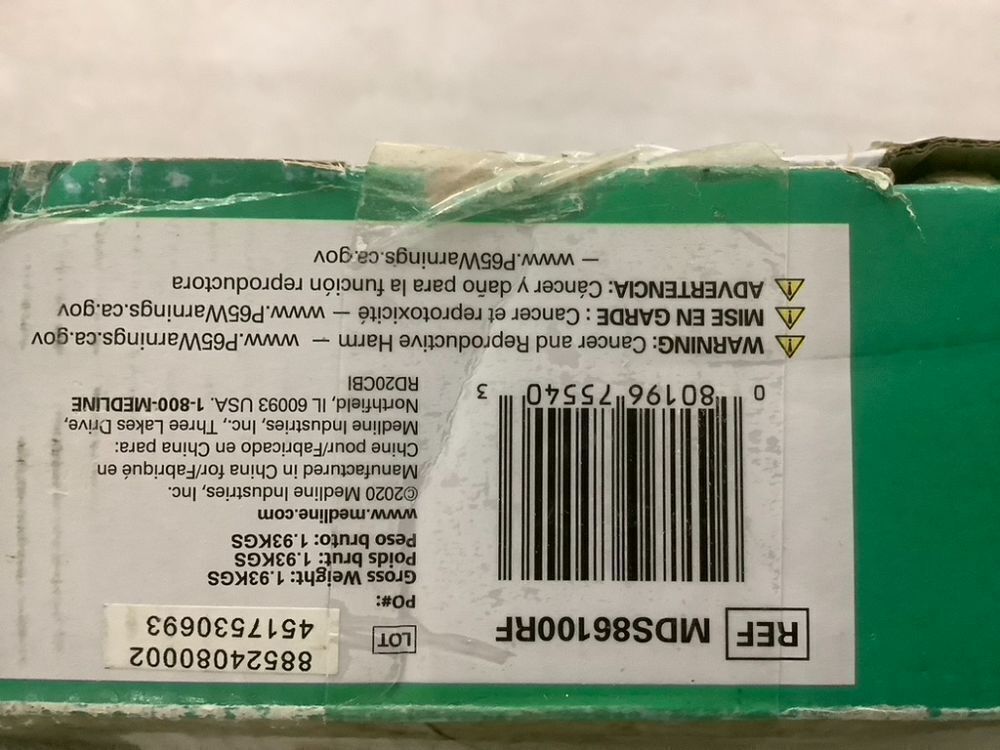 REF MDS86100RF
0 80196 75540 3
LOT 88524080002
PO#: 4517530693
Gross Weight: 1.93KGS
Poids brut: 1.93KGS
Peso bruto: 1.93KGS
www.medline.com
©2020 Medline Industries, Inc.
Manufactured in China for/Fabriqué en
Chine pour/Fabricado en China para:
Medline Industries, Inc., Three Lakes Drive,
Northfield, IL 60093 USA. 1-800-MEDLINE
RD20CBI
WARNING: Cancer and Reproductive Harm — www.P65Warnings.ca.gov
MISE EN GARDE : Cancer et reprotoxicité — www.P65Warnings.ca.gov
ADVERTENCIA: Cáncer y daño para la función reproductora
— www.P65Warnings.ca.gov